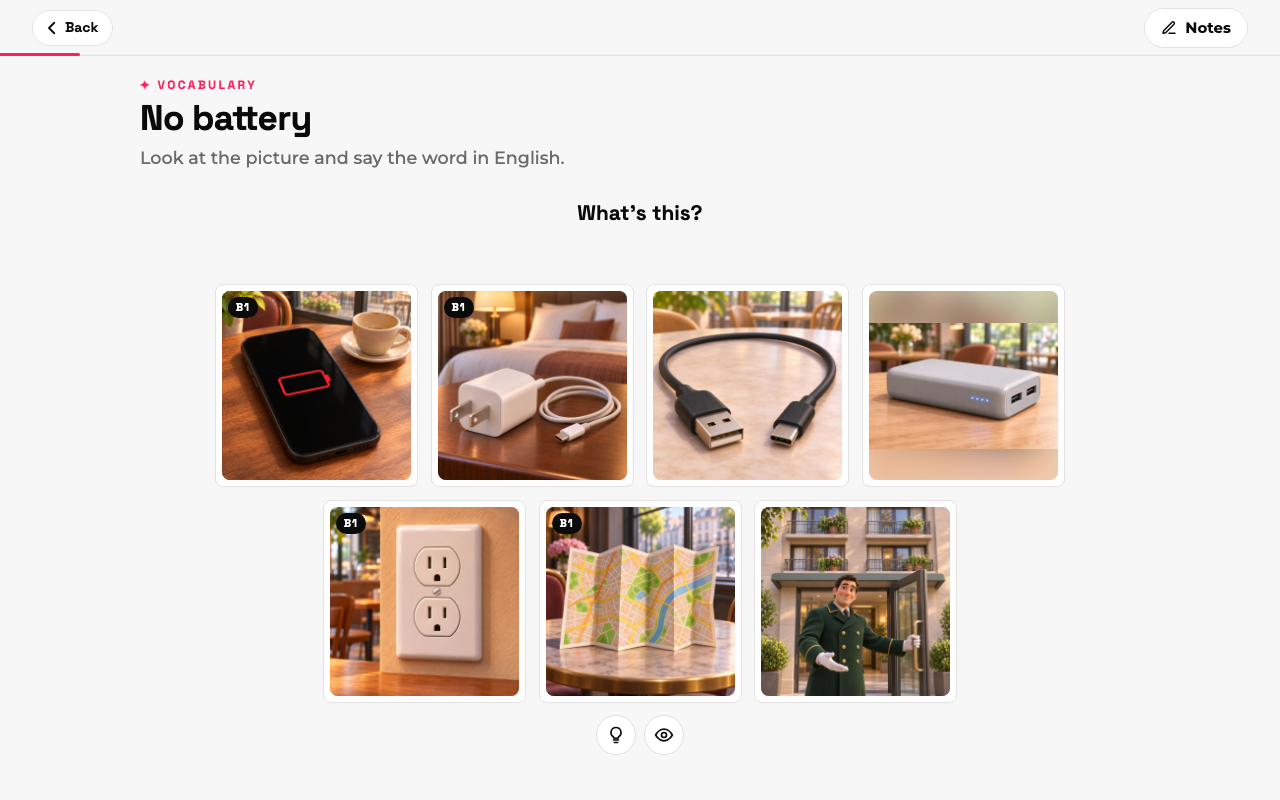 Back
Notes
VOCABULARY
No battery
Look at the picture and say the word in English.
What's this?
B1
B1
B1
B1